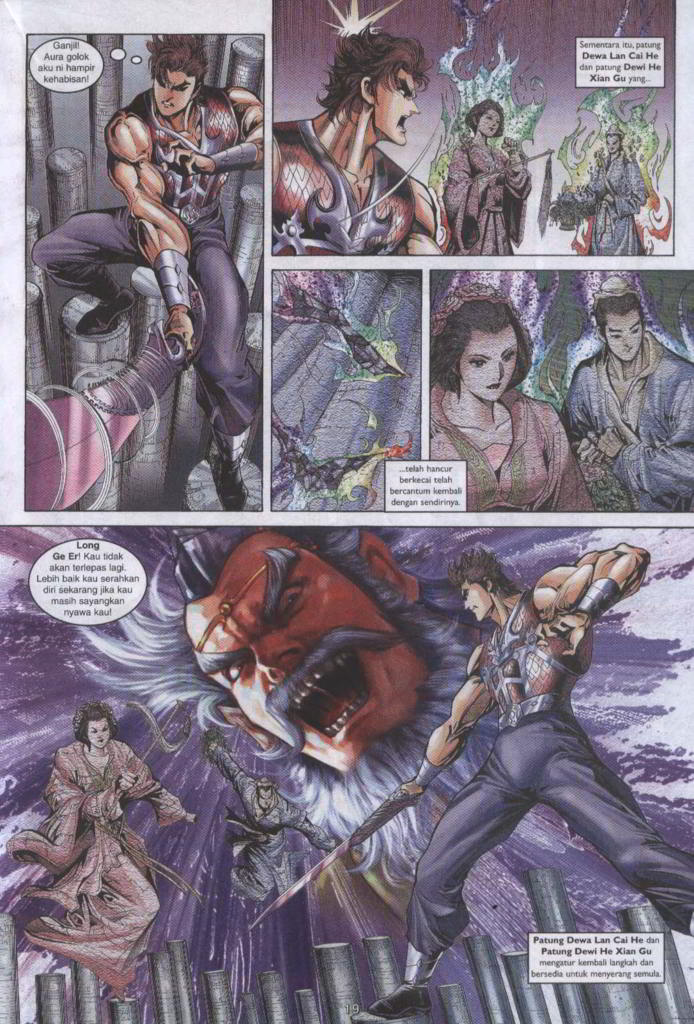 Ganjil!
Aura golok
aku ni hampir
kehabisan!
Sementara itu, patung
Dewa Lan Cai He
dan patung Dewi He
Xian Gu yang...
...telah hancur
berkecai telah
bercantum kembali
dengan sendirinya.
Long
Ge Er! Kau tidak
akan terlepas lagi.
Lebih baik kau serahkan
diri sekarang jika kau
masih sayangkan
nyawa kau!
Patung Dewa Lan Cai He dan
Patung Dewi He Xian Gu
mengatur kembali langkah dan
bersedia untuk menyerang semula.
19